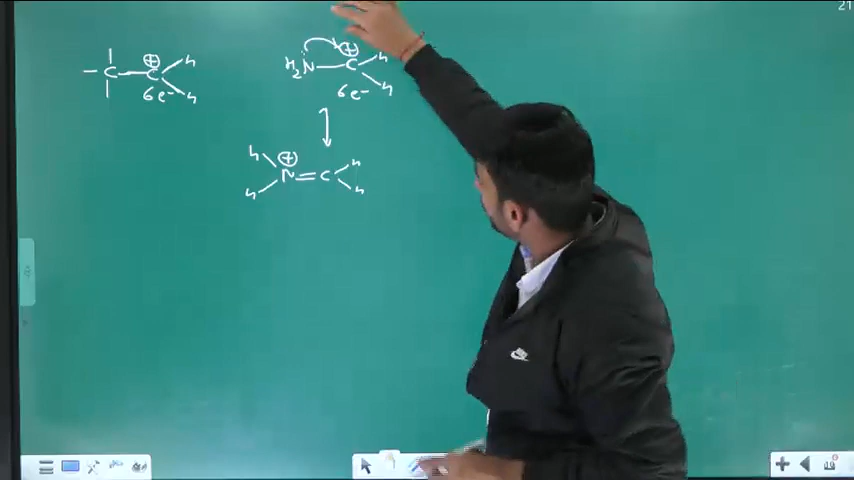 21
– C – C ⊕ H H
6e⁻
H₂N̈ – C ⊕ H H
6e⁻
H H N ⊕ = C H H